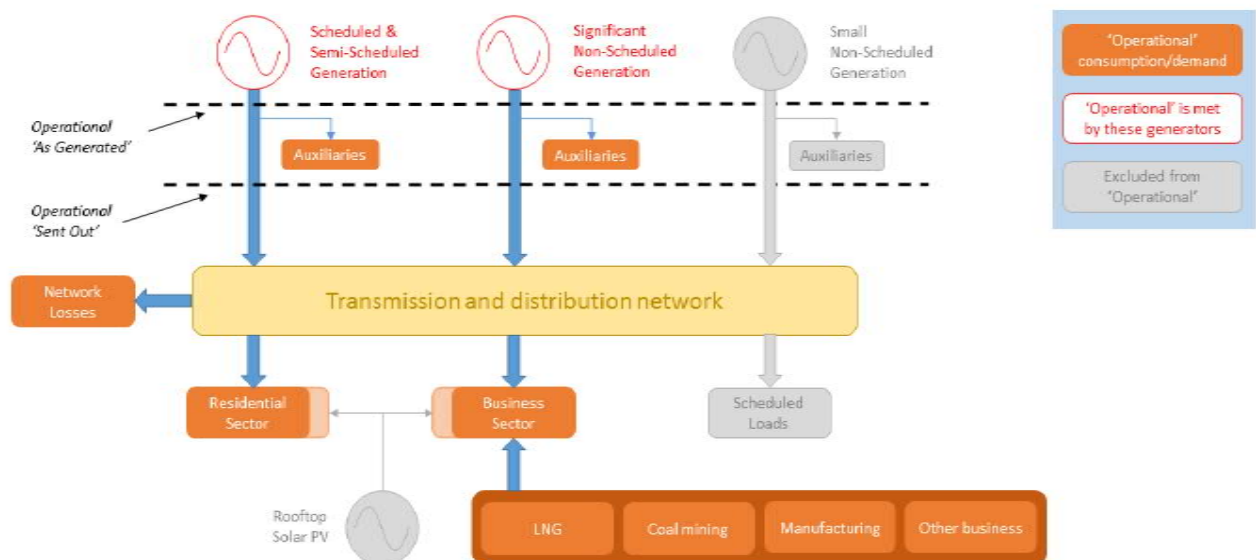 Scheduled &
Semi-Scheduled
Generation
Significant
Non-Scheduled
Generation
Small
Non-Scheduled
Generation
'Operational'
consumption/demand
'Operational' is met
by these generators
Excluded from
'Operational'
Operational
'As Generated'
Auxiliaries
Auxiliaries
Auxiliaries
Operational
'Sent Out'
Transmission and distribution network
Network
Losses
Residential
Sector
Business
Sector
Scheduled
Loads
Rooftop
Solar PV
LNG
Coal mining
Manufacturing
Other business